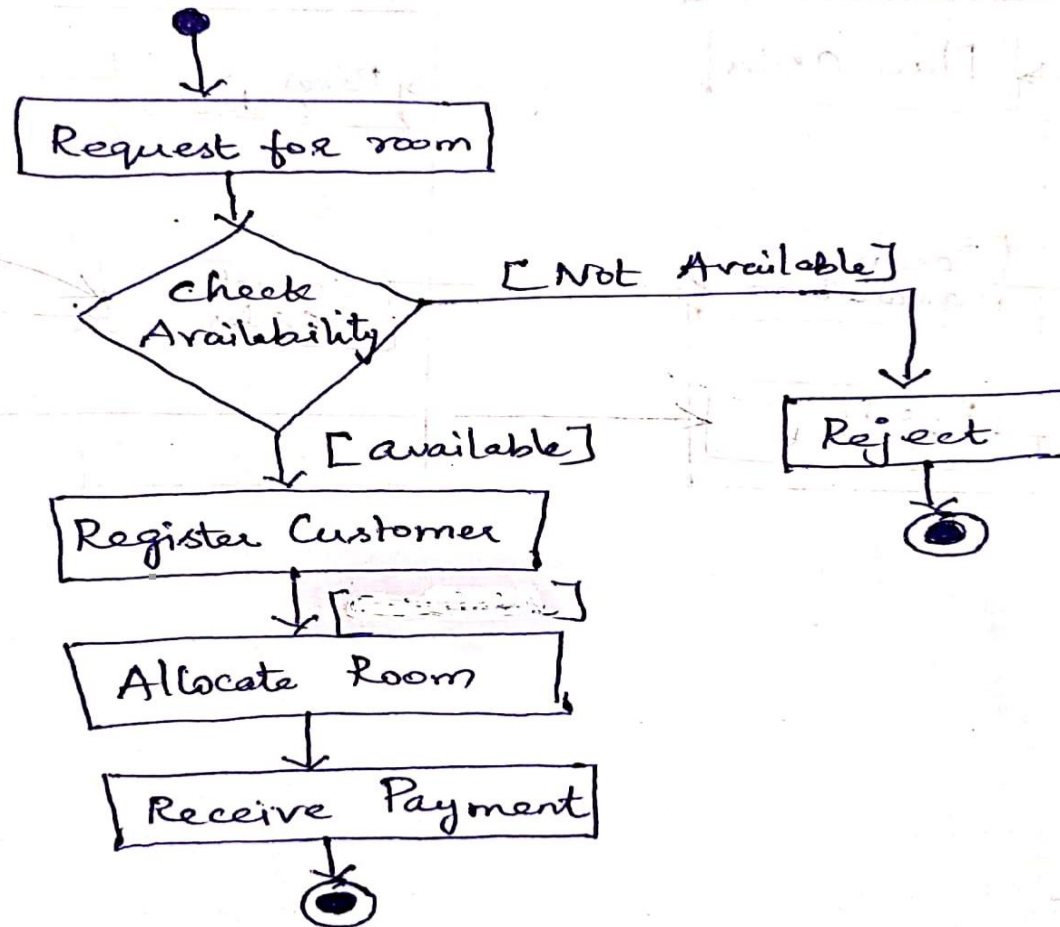 Request for room
Check
Availability
[Not Available]
Reject
[available]
Register Customer
Allocate Room
Receive Payment